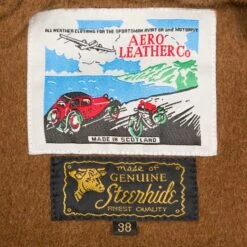 ALL WEATHER CLOTHING FOR THE SPORTSMAN AVIATOR AND MOTORIST
AERO
LEATHER Co
MADE IN SCOTLAND
made of
GENUINE
Steerhide
FINEST QUALITY
38